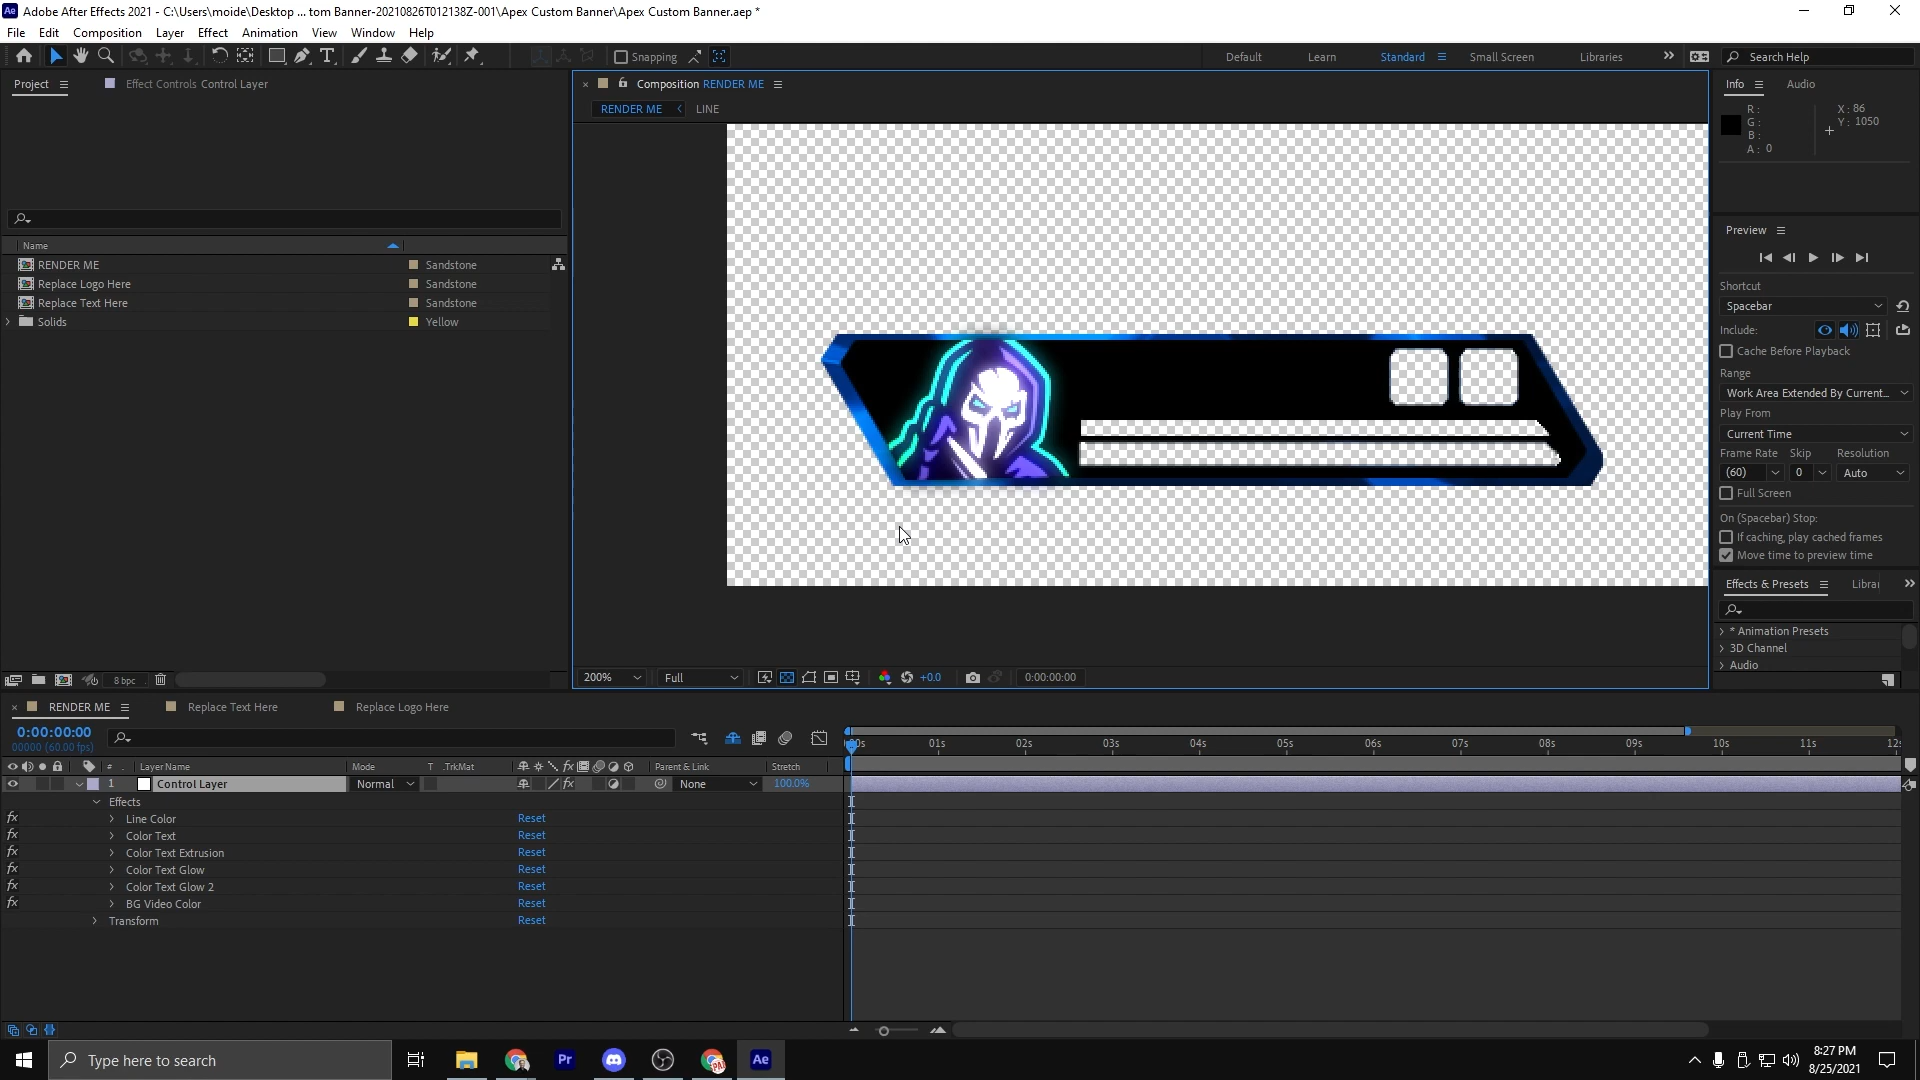 Adobe After Effects 2021 - C:\Users\moide\Desktop ... tom Banner-20210826T012138Z-001\Apex Custom Banner\Apex Custom Banner.aep *
File Edit Composition Layer Effect Animation View Window Help
Snapping
Default Learn Standard Small Screen Libraries Search Help
Project Effect Controls Control Layer
Composition RENDER ME
RENDER ME LINE
Info Audio
R :
G :
B :
A : 0
X : 86
Y : 1050
Name
RENDER ME Sandstone
Replace Logo Here Sandstone
Replace Text Here Sandstone
Solids Yellow
Preview
Shortcut
Spacebar
Include:
Cache Before Playback
Range
Work Area Extended By Current...
Play From
Current Time
Frame Rate Skip Resolution
(60) 0 Auto
Full Screen
On (Spacebar) Stop:
If caching, play cached frames
Move time to preview time
Effects & Presets
* Animation Presets
3D Channel
Audio
8 bpc
200% Full +0.0 0:00:00:00
RENDER ME Replace Text Here Replace Logo Here
0:00:00:00
00000 (60.00 fps)
01s 02s 03s 04s 05s 06s 07s 08s 09s 10s 11s
# Layer Name Mode T .TrkMat Parent & Link Stretch
1 Control Layer Normal None 100.0%
Effects
fx Line Color Reset
fx Color Text Reset
fx Color Text Extrusion Reset
fx Color Text Glow Reset
fx Color Text Glow 2 Reset
fx BG Video Color Reset
Transform Reset
Type here to search
Pr
Ae
8:27 PM
8/25/2021